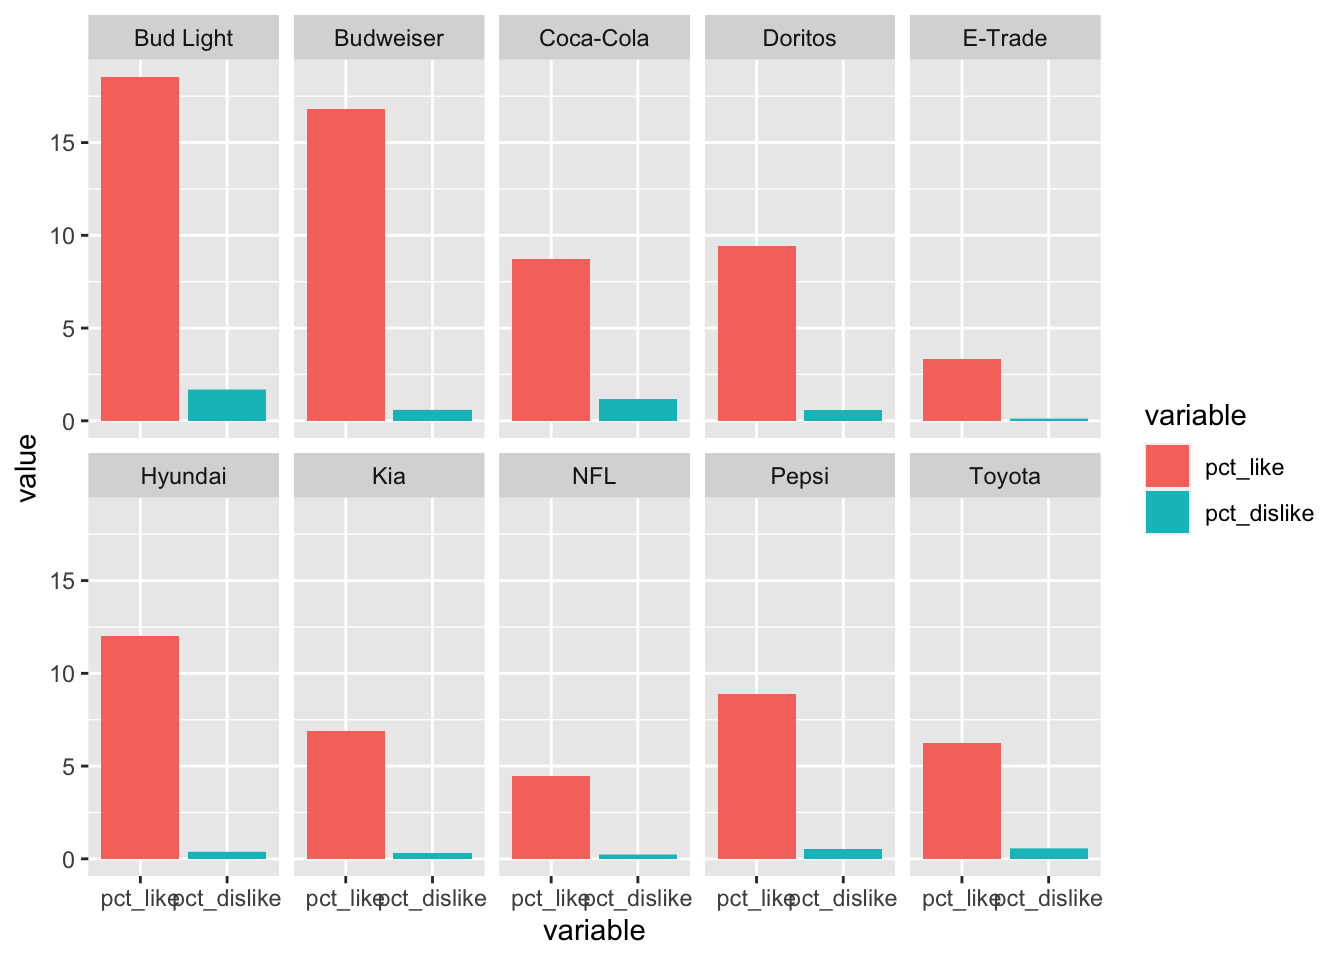 Bud Light Budweiser Coca-Cola Doritos E-Trade
15
10
5
0
Hyundai Kia NFL Pepsi Toyota
15
10
5
0
pct_like pct_dislike pct_like pct_dislike pct_like pct_dislike pct_like pct_dislike pct_like pct_dislike
variable
value
variable
pct_like
pct_dislike